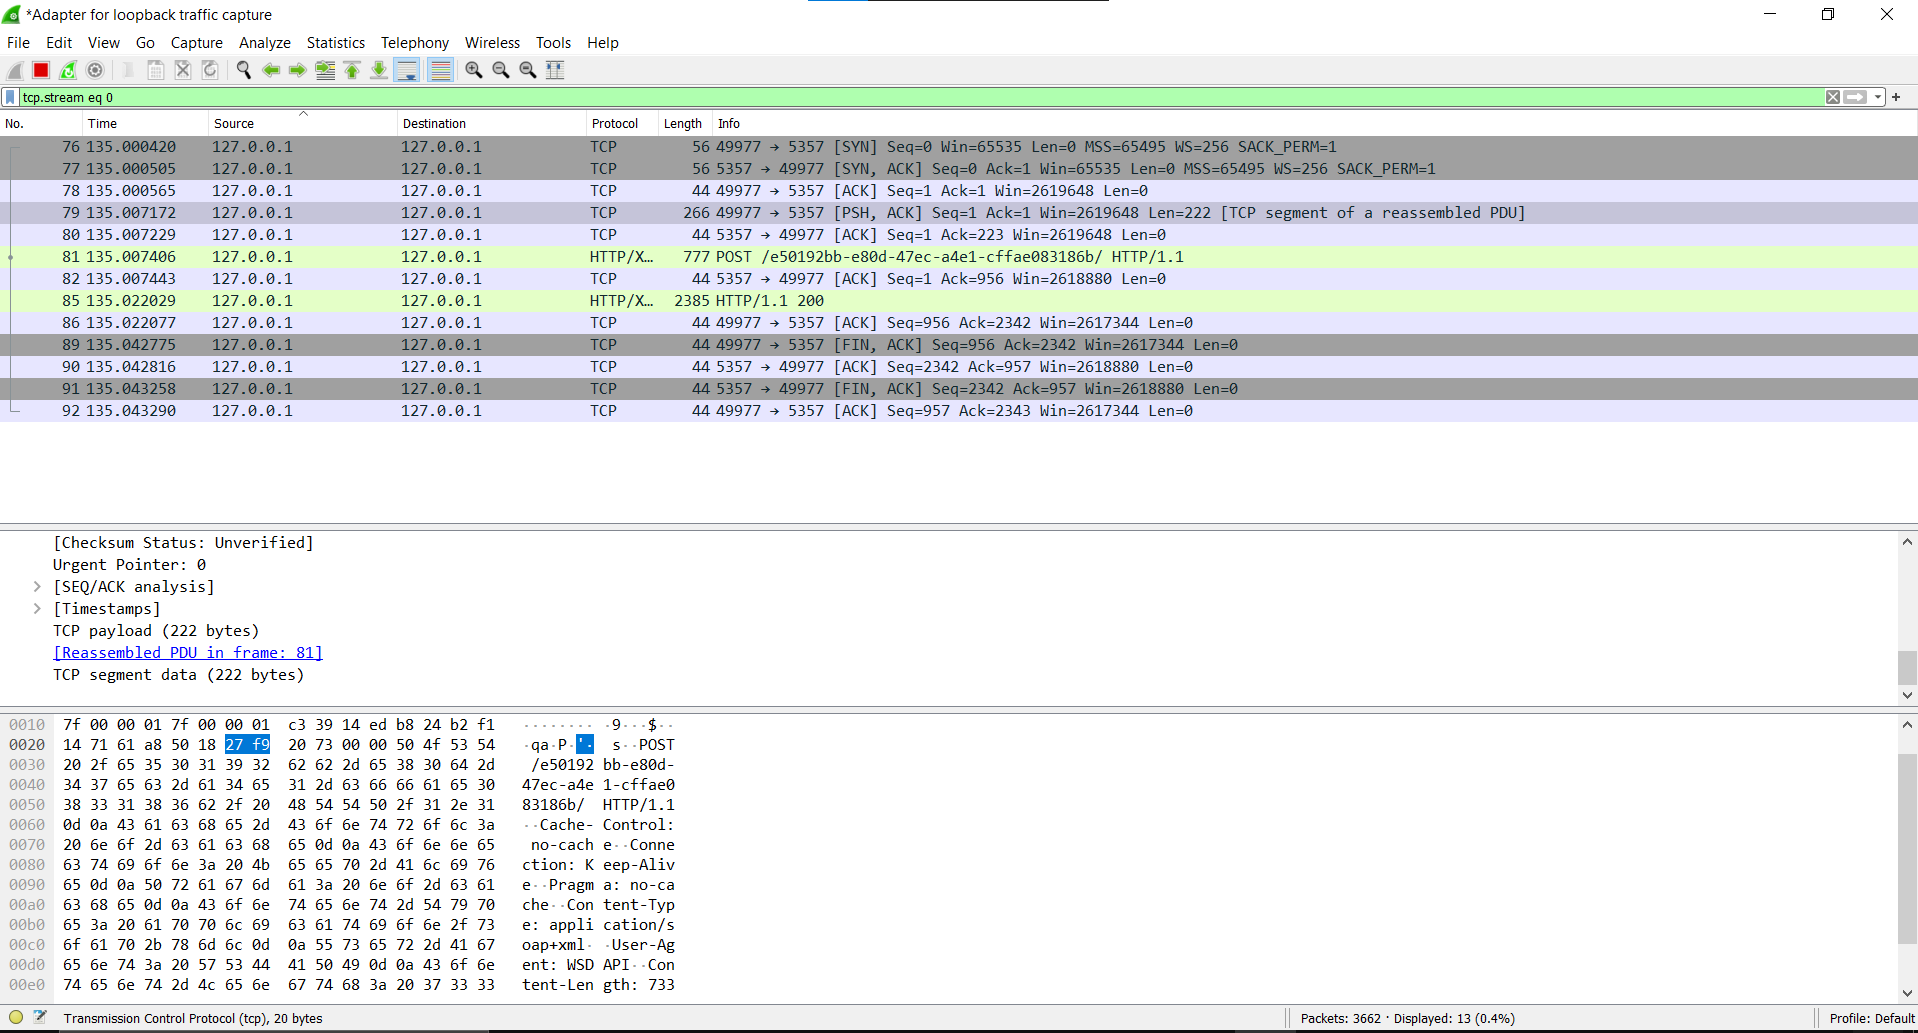 *Adapter for loopback traffic capture
File Edit View Go Capture Analyze Statistics Telephony Wireless Tools Help
tcp.stream eq 0
No. Time Source Destination Protocol Length Info
76 135.000420 127.0.0.1 127.0.0.1 TCP 56 49977 → 5357 [SYN] Seq=0 Win=65535 Len=0 MSS=65495 WS=256 SACK_PERM=1
77 135.000505 127.0.0.1 127.0.0.1 TCP 56 5357 → 49977 [SYN, ACK] Seq=0 Ack=1 Win=65535 Len=0 MSS=65495 WS=256 SACK_PERM=1
78 135.000565 127.0.0.1 127.0.0.1 TCP 44 49977 → 5357 [ACK] Seq=1 Ack=1 Win=2619648 Len=0
79 135.007172 127.0.0.1 127.0.0.1 TCP 266 49977 → 5357 [PSH, ACK] Seq=1 Ack=1 Win=2619648 Len=222 [TCP segment of a reassembled PDU]
80 135.007229 127.0.0.1 127.0.0.1 TCP 44 5357 → 49977 [ACK] Seq=1 Ack=223 Win=2619648 Len=0
81 135.007406 127.0.0.1 127.0.0.1 HTTP/X… 777 POST /e50192bb-e80d-47ec-a4e1-cffae083186b/ HTTP/1.1
82 135.007443 127.0.0.1 127.0.0.1 TCP 44 5357 → 49977 [ACK] Seq=1 Ack=956 Win=2618880 Len=0
85 135.022029 127.0.0.1 127.0.0.1 HTTP/X… 2385 HTTP/1.1 200
86 135.022077 127.0.0.1 127.0.0.1 TCP 44 49977 → 5357 [ACK] Seq=956 Ack=2342 Win=2617344 Len=0
89 135.042775 127.0.0.1 127.0.0.1 TCP 44 49977 → 5357 [FIN, ACK] Seq=956 Ack=2342 Win=2617344 Len=0
90 135.042816 127.0.0.1 127.0.0.1 TCP 44 5357 → 49977 [ACK] Seq=2342 Ack=957 Win=2618880 Len=0
91 135.043258 127.0.0.1 127.0.0.1 TCP 44 5357 → 49977 [FIN, ACK] Seq=2342 Ack=957 Win=2618880 Len=0
92 135.043290 127.0.0.1 127.0.0.1 TCP 44 49977 → 5357 [ACK] Seq=957 Ack=2343 Win=2617344 Len=0
[Checksum Status: Unverified]
Urgent Pointer: 0
[SEQ/ACK analysis]
[Timestamps]
TCP payload (222 bytes)
[Reassembled PDU in frame: 81]
TCP segment data (222 bytes)
0010 7f 00 00 01 7f 00 00 01 c3 39 14 ed b8 24 b2 f1 ········ ·9···$··
0020 14 71 61 a8 50 18 27 f9 20 73 00 00 50 4f 53 54 ·qa·P·'· s··POST
0030 20 2f 65 35 30 31 39 32 62 62 2d 65 38 30 64 2d /e50192 bb-e80d-
0040 34 37 65 63 2d 61 34 65 31 2d 63 66 66 61 65 30 47ec-a4e 1-cffae0
0050 38 33 31 38 36 62 2f 20 48 54 54 50 2f 31 2e 31 83186b/ HTTP/1.1
0060 0d 0a 43 61 63 68 65 2d 43 6f 6e 74 72 6f 6c 3a ··Cache- Control:
0070 20 6e 6f 2d 63 61 63 68 65 0d 0a 43 6f 6e 6e 65 no-cach e··Conne
0080 63 74 69 6f 6e 3a 20 4b 65 65 70 2d 41 6c 69 76 ction: K eep-Aliv
0090 65 0d 0a 50 72 61 67 6d 61 3a 20 6e 6f 2d 63 61 e··Pragm a: no-ca
00a0 63 68 65 0d 0a 43 6f 6e 74 65 6e 74 2d 54 79 70 che··Con tent-Typ
00b0 65 3a 20 61 70 70 6c 69 63 61 74 69 6f 6e 2f 73 e: appli cation/s
00c0 6f 61 70 2b 78 6d 6c 0d 0a 55 73 65 72 2d 41 67 oap+xml· ·User-Ag
00d0 65 6e 74 3a 20 57 53 44 41 50 49 0d 0a 43 6f 6e ent: WSD API··Con
00e0 74 65 6e 74 2d 4c 65 6e 67 74 68 3a 20 37 33 33 tent-Len gth: 733
Transmission Control Protocol (tcp), 20 bytes Packets: 3662 · Displayed: 13 (0.4%) Profile: Default